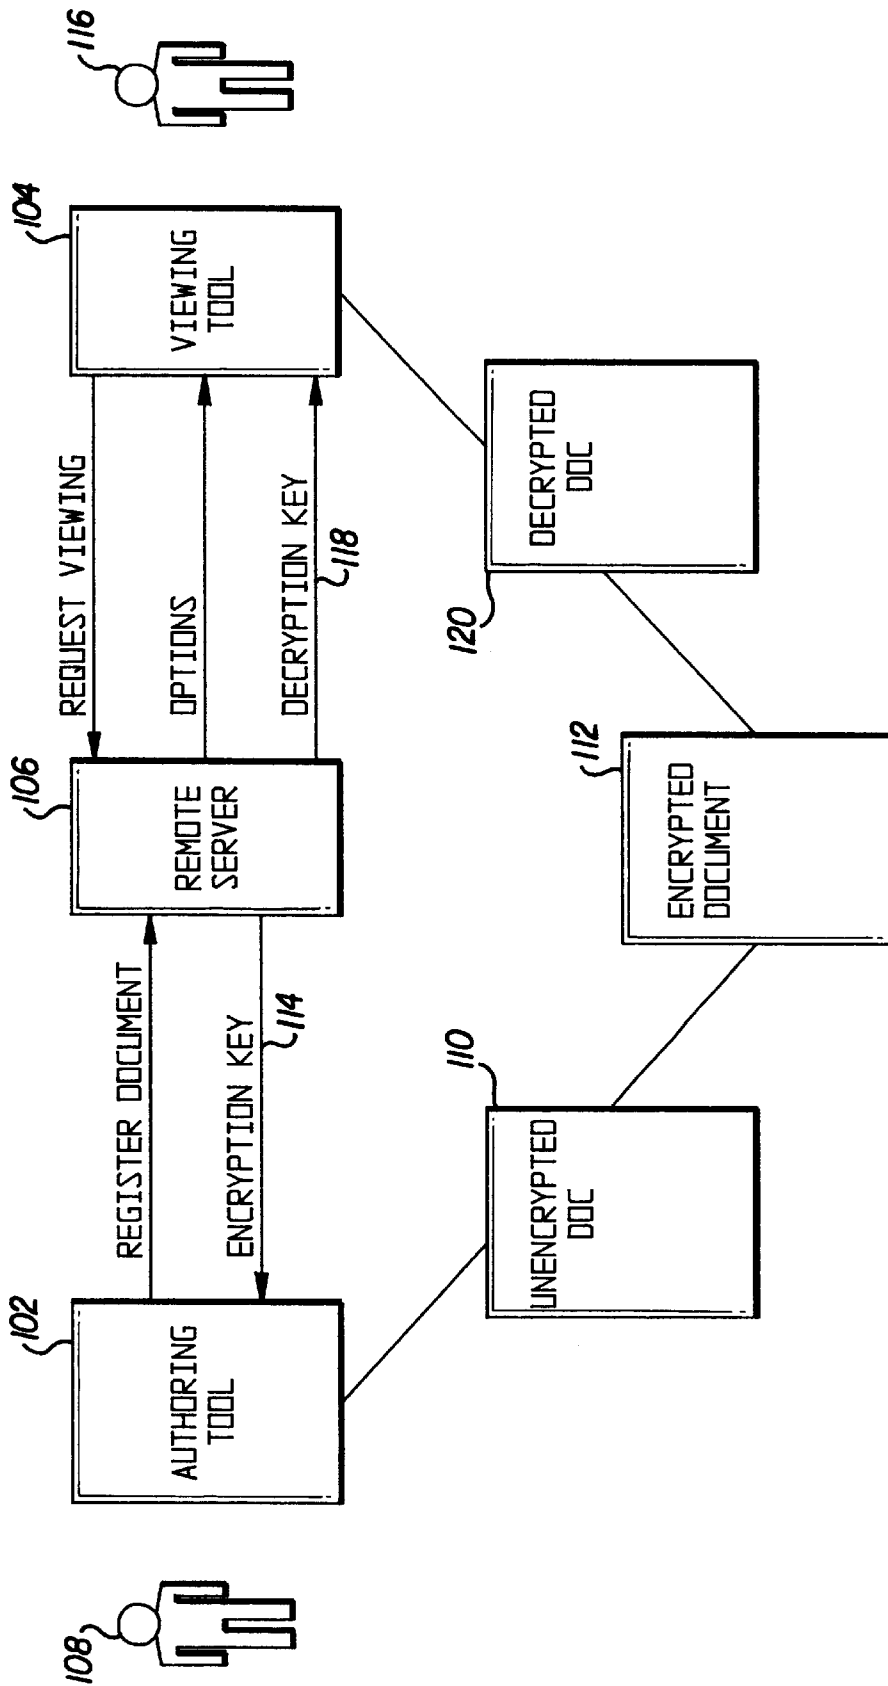 108
102
AUTHORING
TOOL
REGISTER DOCUMENT
ENCRYPTION KEY
114
106
REMOTE
SERVER
REQUEST VIEWING
OPTIONS
DECRYPTION KEY
118
104
VIEWING
TOOL
116
UNENCRYPTED
DOC
110
ENCRYPTED
DOCUMENT
112
120
DECRYPTED
DOC